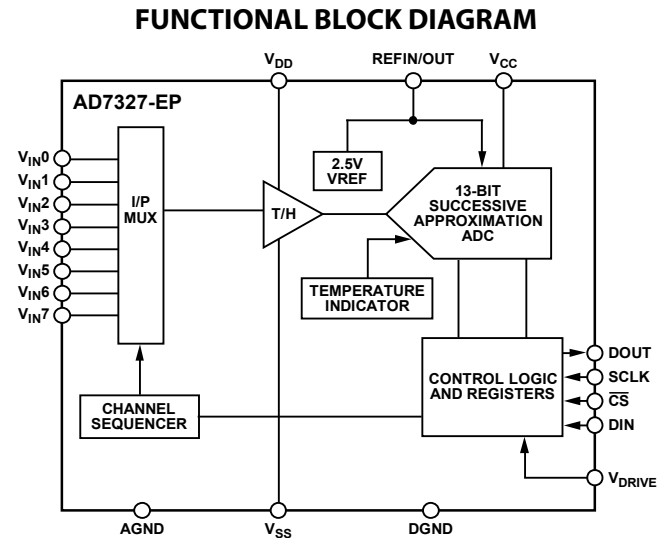 FUNCTIONAL BLOCK DIAGRAM
VDD
REFIN/OUT
VCC
AD7327-EP
VIN0
VIN1
VIN2
VIN3
VIN4
VIN5
VIN6
VIN7
I/P
MUX
T/H
2.5V
VREF
13-BIT
SUCCESSIVE
APPROXIMATION
ADC
TEMPERATURE
INDICATOR
CHANNEL
SEQUENCER
CONTROL LOGIC
AND REGISTERS
DOUT
SCLK
CS
DIN
VDRIVE
AGND
VSS
DGND